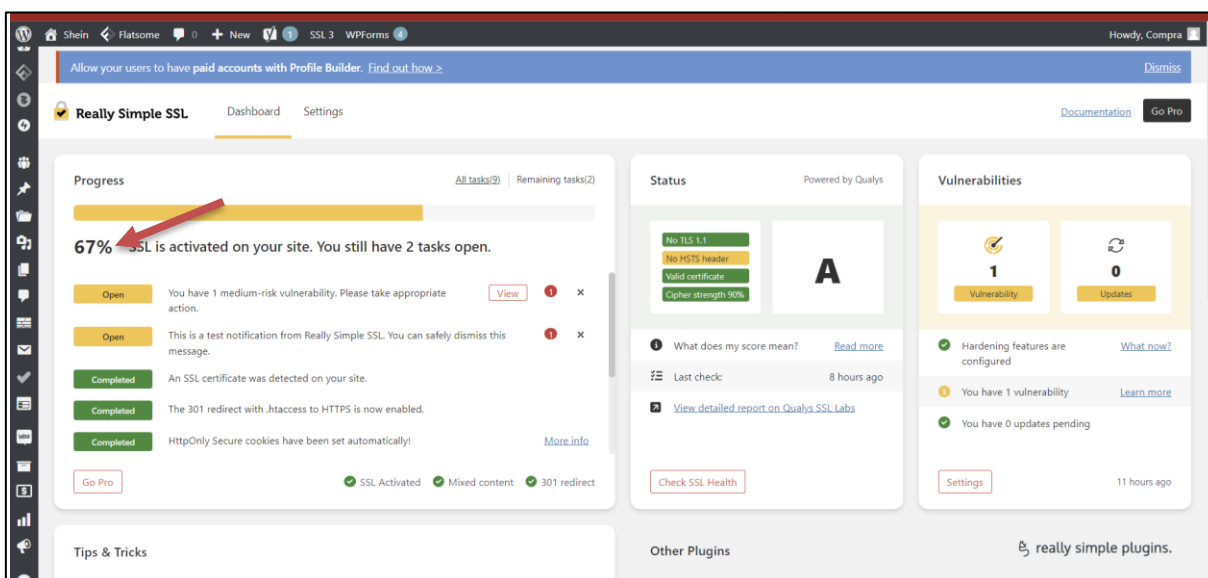 Shein Flatsome 0 + New 1 SSL 3 WPForms 4 Howdy, Compra
Allow your users to have paid accounts with Profile Builder. Find out how > Dismiss
Really Simple SSL Dashboard Settings Documentation Go Pro
Progress All tasks(9) Remaining tasks(2)
67% SSL is activated on your site. You still have 2 tasks open.
Open You have 1 medium-risk vulnerability. Please take appropriate View 1 ×
action.
Open This is a test notification from Really Simple SSL. You can safely dismiss this 1 ×
message.
Completed An SSL certificate was detected on your site.
Completed The 301 redirect with .htaccess to HTTPS is now enabled.
Completed HttpOnly Secure cookies have been set automatically! More info
Go Pro SSL Activated Mixed content 301 redirect
Status Powered by Qualys
No TLS 1.1
No HSTS header
Valid certificate
Cipher strength 90%
A
What does my score mean? Read more
Last check: 8 hours ago
View detailed report on Qualys SSL Labs
Check SSL Health
Vulnerabilities
1 0
Vulnerability Updates
Hardening features are What now?
configured
You have 1 vulnerability Learn more
You have 0 updates pending
Settings 11 hours ago
Tips & Tricks
Other Plugins really simple plugins.